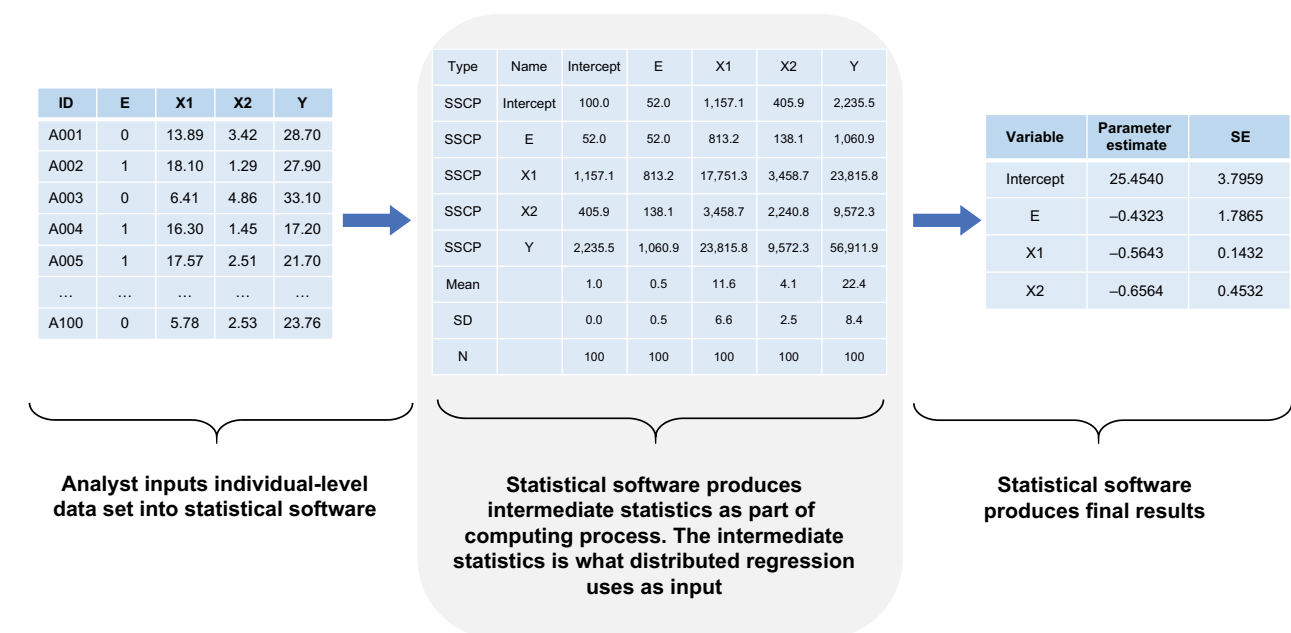 ID E X1 X2 Y
A001 0 13.89 3.42 28.70
A002 1 18.10 1.29 27.90
A003 0 6.41 4.86 33.10
A004 1 16.30 1.45 17.20
A005 1 17.57 2.51 21.70
… … … … …
A100 0 5.78 2.53 23.76
Analyst inputs individual-level
data set into statistical software
Type Name Intercept E X1 X2 Y
SSCP Intercept 100.0 52.0 1,157.1 405.9 2,235.5
SSCP E 52.0 52.0 813.2 138.1 1,060.9
SSCP X1 1,157.1 813.2 17,751.3 3,458.7 23,815.8
SSCP X2 405.9 138.1 3,458.7 2,240.8 9,572.3
SSCP Y 2,235.5 1,060.9 23,815.8 9,572.3 56,911.9
Mean 1.0 0.5 11.6 4.1 22.4
SD 0.0 0.5 6.6 2.5 8.4
N 100 100 100 100 100
Statistical software produces
intermediate statistics as part of
computing process. The intermediate
statistics is what distributed regression
uses as input
Variable Parameter estimate SE
Intercept 25.4540 3.7959
E –0.4323 1.7865
X1 –0.5643 0.1432
X2 –0.6564 0.4532
Statistical software
produces final results